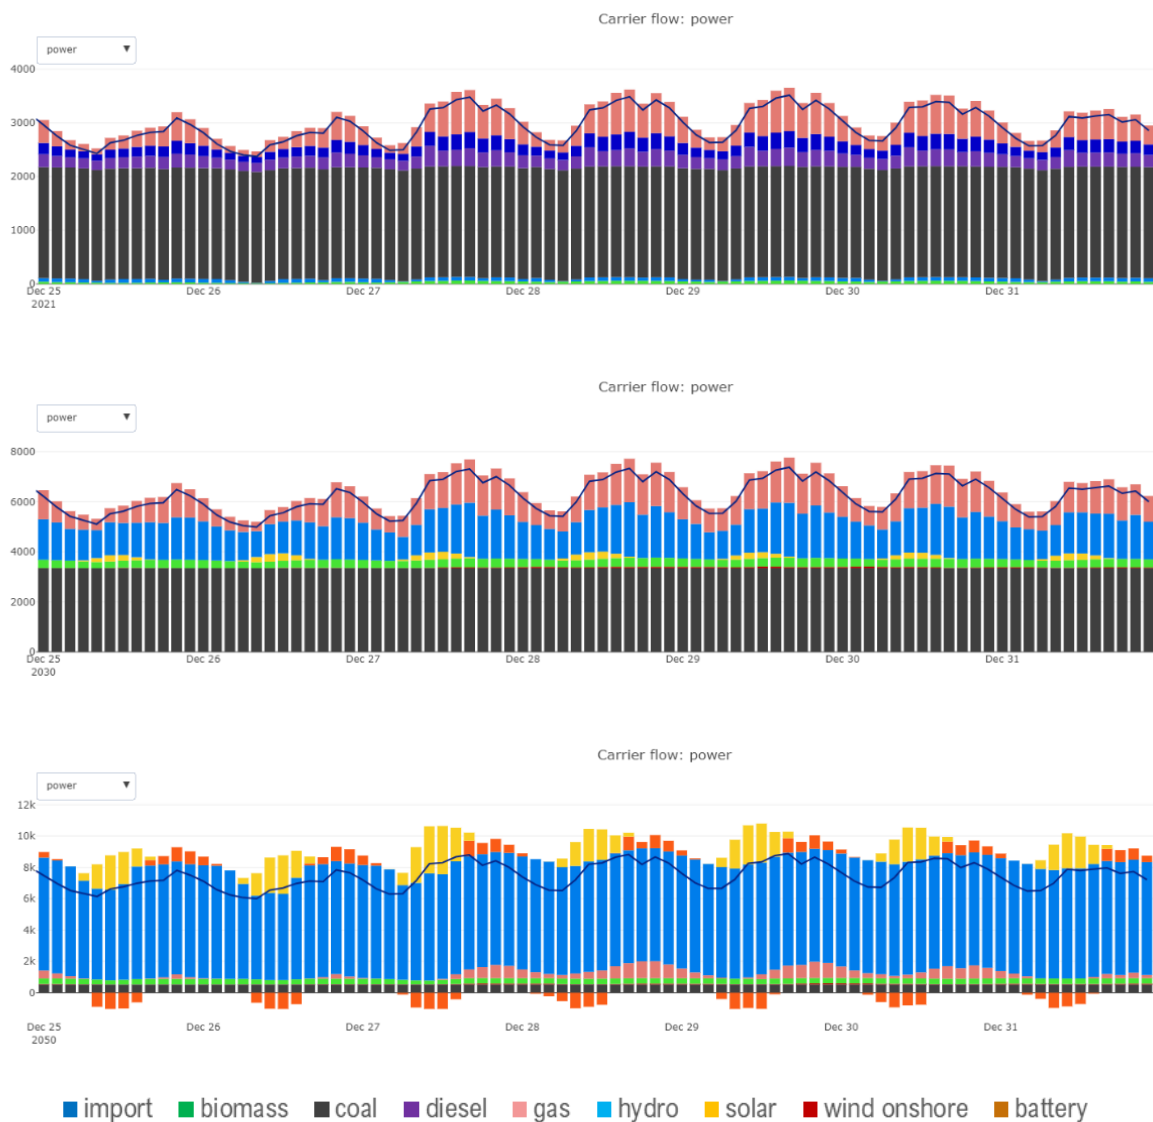 Carrier flow: power
power ▼
4000
3000
2000
1000
0
Dec 25 Dec 26 Dec 27 Dec 28 Dec 29 Dec 30 Dec 31
2021
Carrier flow: power
power ▼
8000
6000
4000
2000
0
Dec 25 Dec 26 Dec 27 Dec 28 Dec 29 Dec 30 Dec 31
2030
Carrier flow: power
power ▼
12k
10k
8k
6k
4k
2k
0
Dec 25 Dec 26 Dec 27 Dec 28 Dec 29 Dec 30 Dec 31
2050
import biomass coal diesel gas hydro solar wind onshore battery